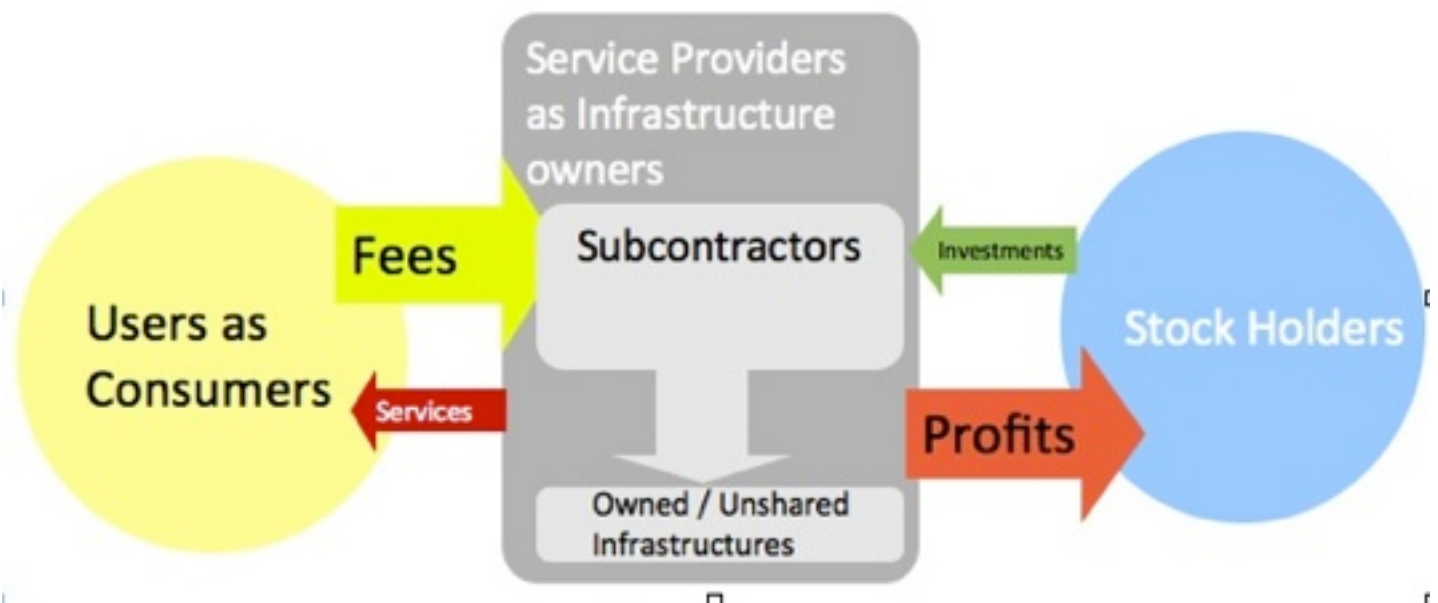 Service Providers
as Infrastructure
owners
Fees
Subcontractors
Investments
Users as
Consumers
Stock Holders
Services
Profits
Owned / Unshared
Infrastructures